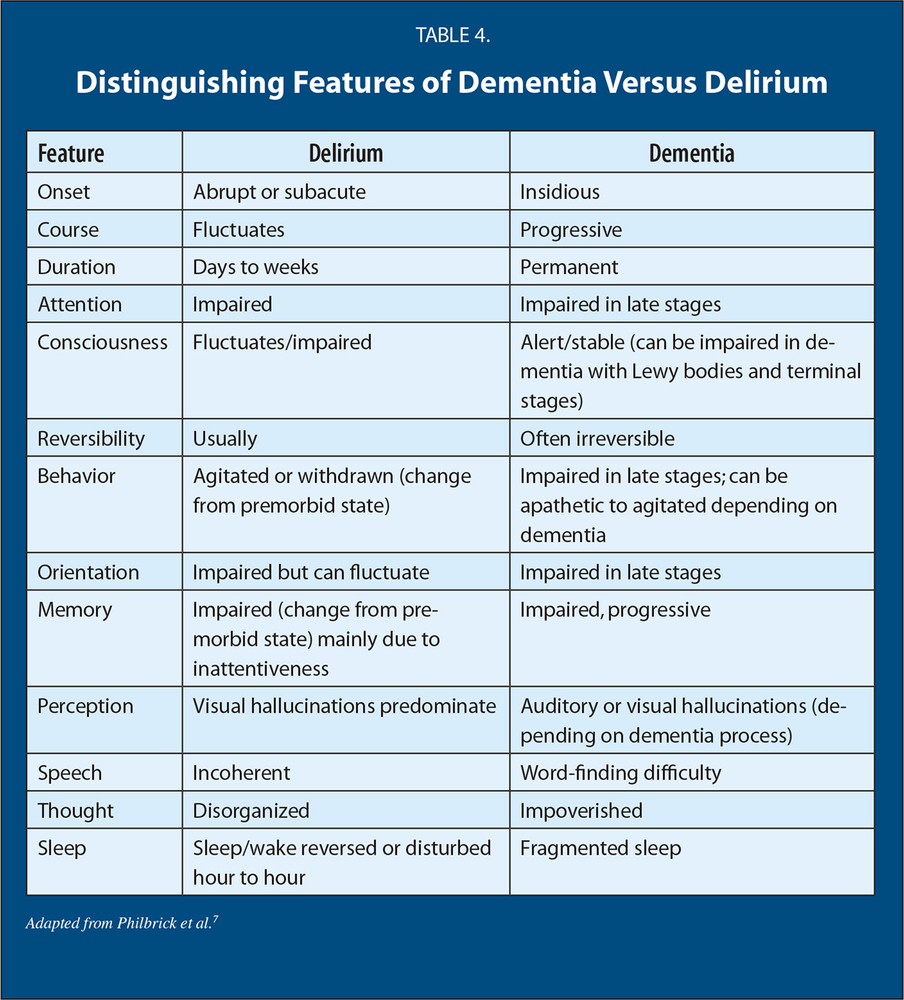 TABLE 4.
Distinguishing Features of Dementia Versus Delirium
Feature Delirium Dementia
Onset Abrupt or subacute Insidious
Course Fluctuates Progressive
Duration Days to weeks Permanent
Attention Impaired Impaired in late stages
Consciousness Fluctuates/impaired Alert/stable (can be impaired in de-
mentia with Lewy bodies and terminal
stages)
Reversibility Usually Often irreversible
Behavior Agitated or withdrawn (change Impaired in late stages; can be
from premorbid state) apathetic to agitated depending on
dementia
Orientation Impaired but can fluctuate Impaired in late stages
Memory Impaired (change from pre- Impaired, progressive
morbid state) mainly due to
inattentiveness
Perception Visual hallucinations predominate Auditory or visual hallucinations (de-
pending on dementia process)
Speech Incoherent Word-finding difficulty
Thought Disorganized Impoverished
Sleep Sleep/wake reversed or disturbed Fragmented sleep
hour to hour
Adapted from Philbrick et al.7